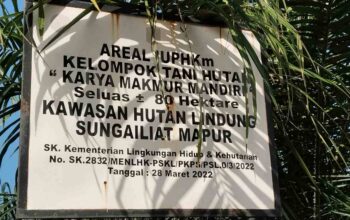 AREAL IUPHKm
KELOMPOK TANI HUTAN
" KARYA MAKMUR MANDIRI"
Seluas ± 80 Hektare
KAWASAN HUTAN LINDUNG
SUNGAILIAT MAPUR
SK. Kementerian Lingkungan Hidup & Kehutanan
No. SK.2832/MENLHK-PSKL/PKPS/PSL.0/3/2022
Tanggal : 28 Maret 2022